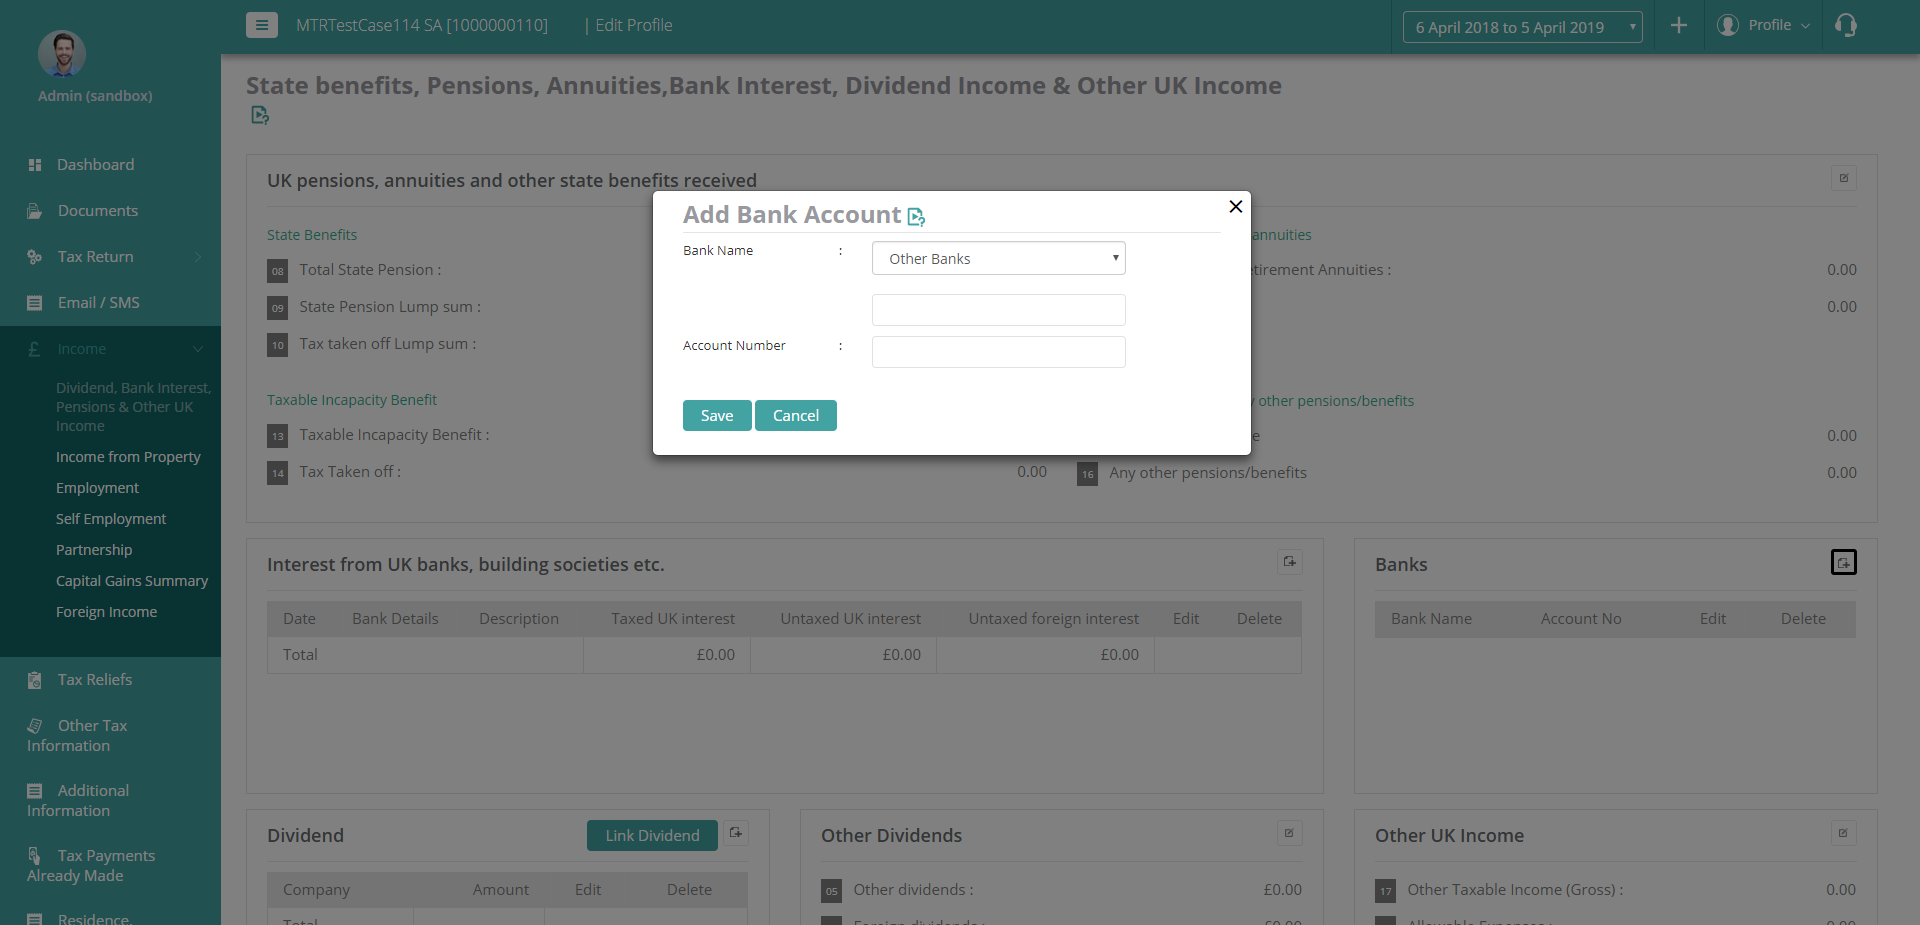 MTRTestCase114 SA [1000000110]
| Edit Profile
6 April 2018 to 5 April 2019
Profile
Admin (sandbox)
Dashboard
Documents
Tax Return
Email / SMS
Income
Dividend, Bank Interest,
Pensions & Other UK
Income
Income from Property
Employment
Self Employment
Partnership
Capital Gains Summary
Foreign Income
Tax Reliefs
Other Tax
Information
Additional
Information
Tax Payments
Already Made
Residence,
State benefits, Pensions, Annuities,Bank Interest, Dividend Income & Other UK Income
UK pensions, annuities and other state benefits received
State Benefits
08 Total State Pension :
09 State Pension Lump sum :
10 Tax taken off Lump sum :
annuities
Retirement Annuities : 0.00
0.00
Taxable Incapacity Benefit
13 Taxable Incapacity Benefit :
14 Tax Taken off : 0.00
other pensions/benefits
0.00
16 Any other pensions/benefits 0.00
Add Bank Account
Bank Name : Other Banks
Account Number :
Save Cancel
Interest from UK banks, building societies etc.
Date Bank Details Description Taxed UK interest Untaxed UK interest Untaxed foreign interest Edit Delete
Total £0.00 £0.00 £0.00
Banks
Bank Name Account No Edit Delete
Dividend
Link Dividend
Company Amount Edit Delete
Total
Other Dividends
05 Other dividends : £0.00
Foreign dividends : £0.00
Other UK Income
17 Other Taxable Income (Gross) : 0.00
Allowable Expenses : 0.00